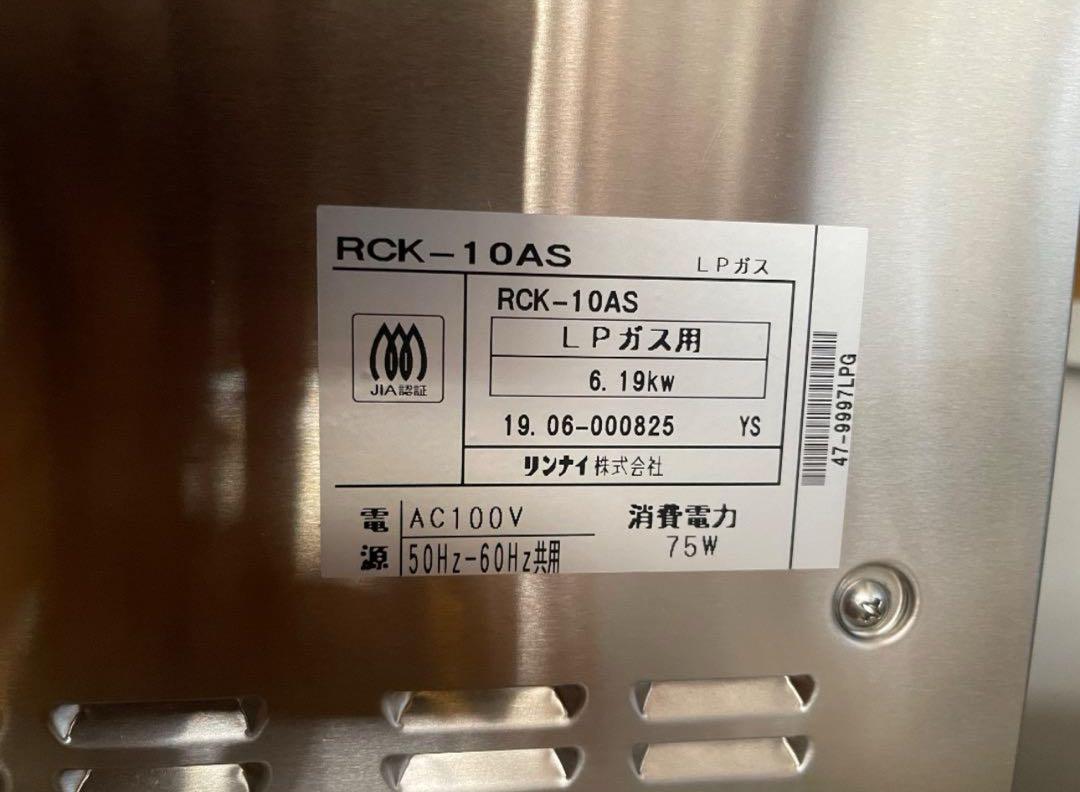 RCK-10AS
LPガス
JIA認証
RCK-10AS
LPガス用
6.19kw
19.06-000825 YS
リンナイ株式会社
電源
AC100V
50Hz-60Hz共用
消費電力
75W
47-9997LPG